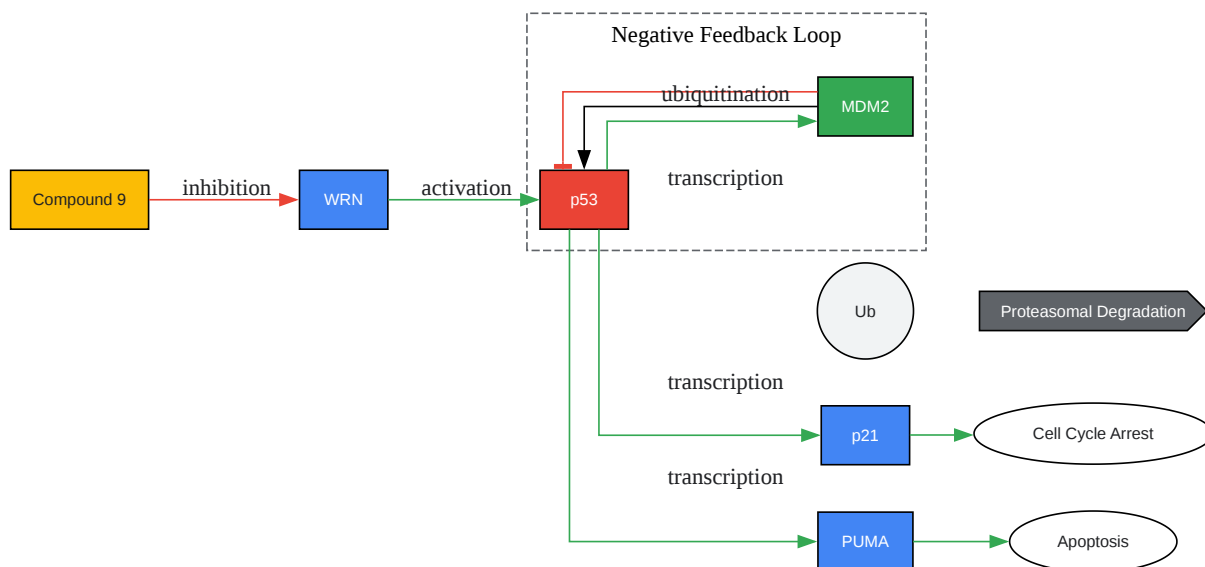 Negative Feedback Loop
ubiquitination
MDM2
transcription
Compound 9
inhibition
WRN
activation
p53
Ub
Proteasomal Degradation
transcription
p21
Cell Cycle Arrest
transcription
PUMA
Apoptosis